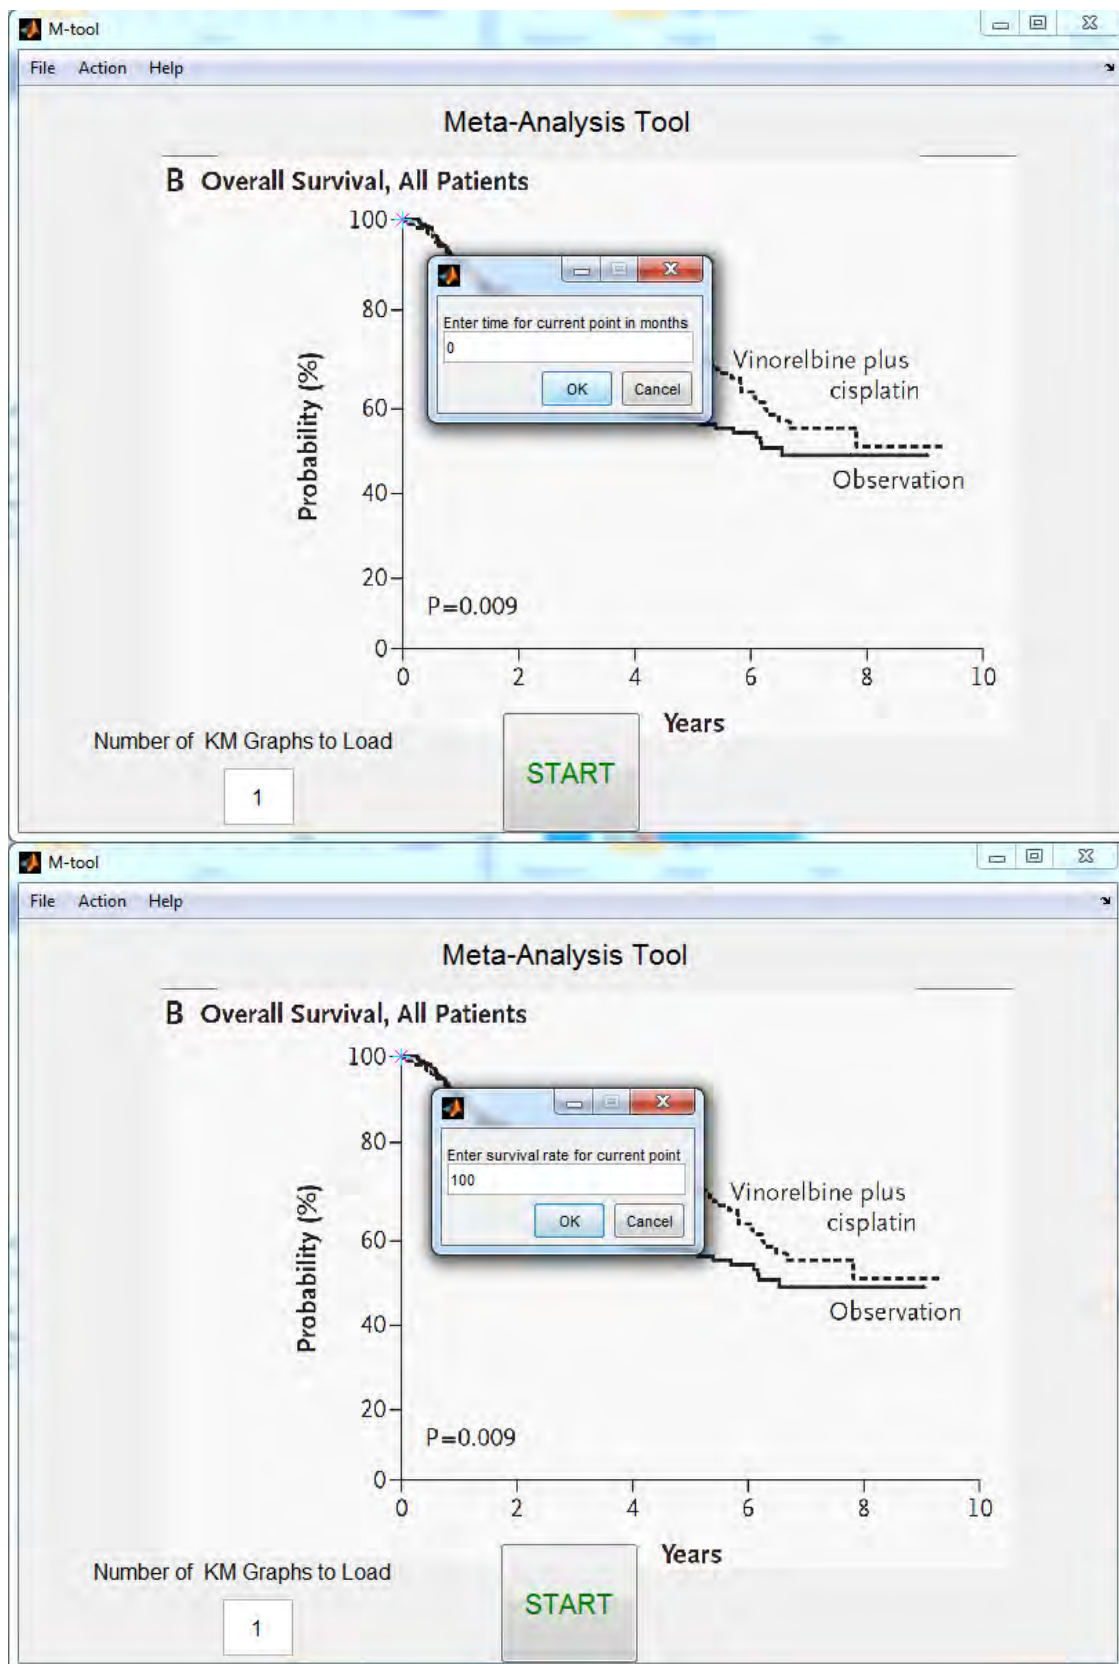 M-tool
File Action Help
Meta-Analysis Tool
B Overall Survival, All Patients
100
80
60
40
20
0
Probability (%)
Enter time for current point in months
0
OK Cancel
Vinorelbine plus
cisplatin
Observation
P=0.009
0 2 4 6 8 10
Years
Number of KM Graphs to Load
1
START
M-tool
File Action Help
Meta-Analysis Tool
B Overall Survival, All Patients
100
80
60
40
20
0
Probability (%)
Enter survival rate for current point
100
OK Cancel
Vinorelbine plus
cisplatin
Observation
P=0.009
0 2 4 6 8 10
Years
Number of KM Graphs to Load
1
START